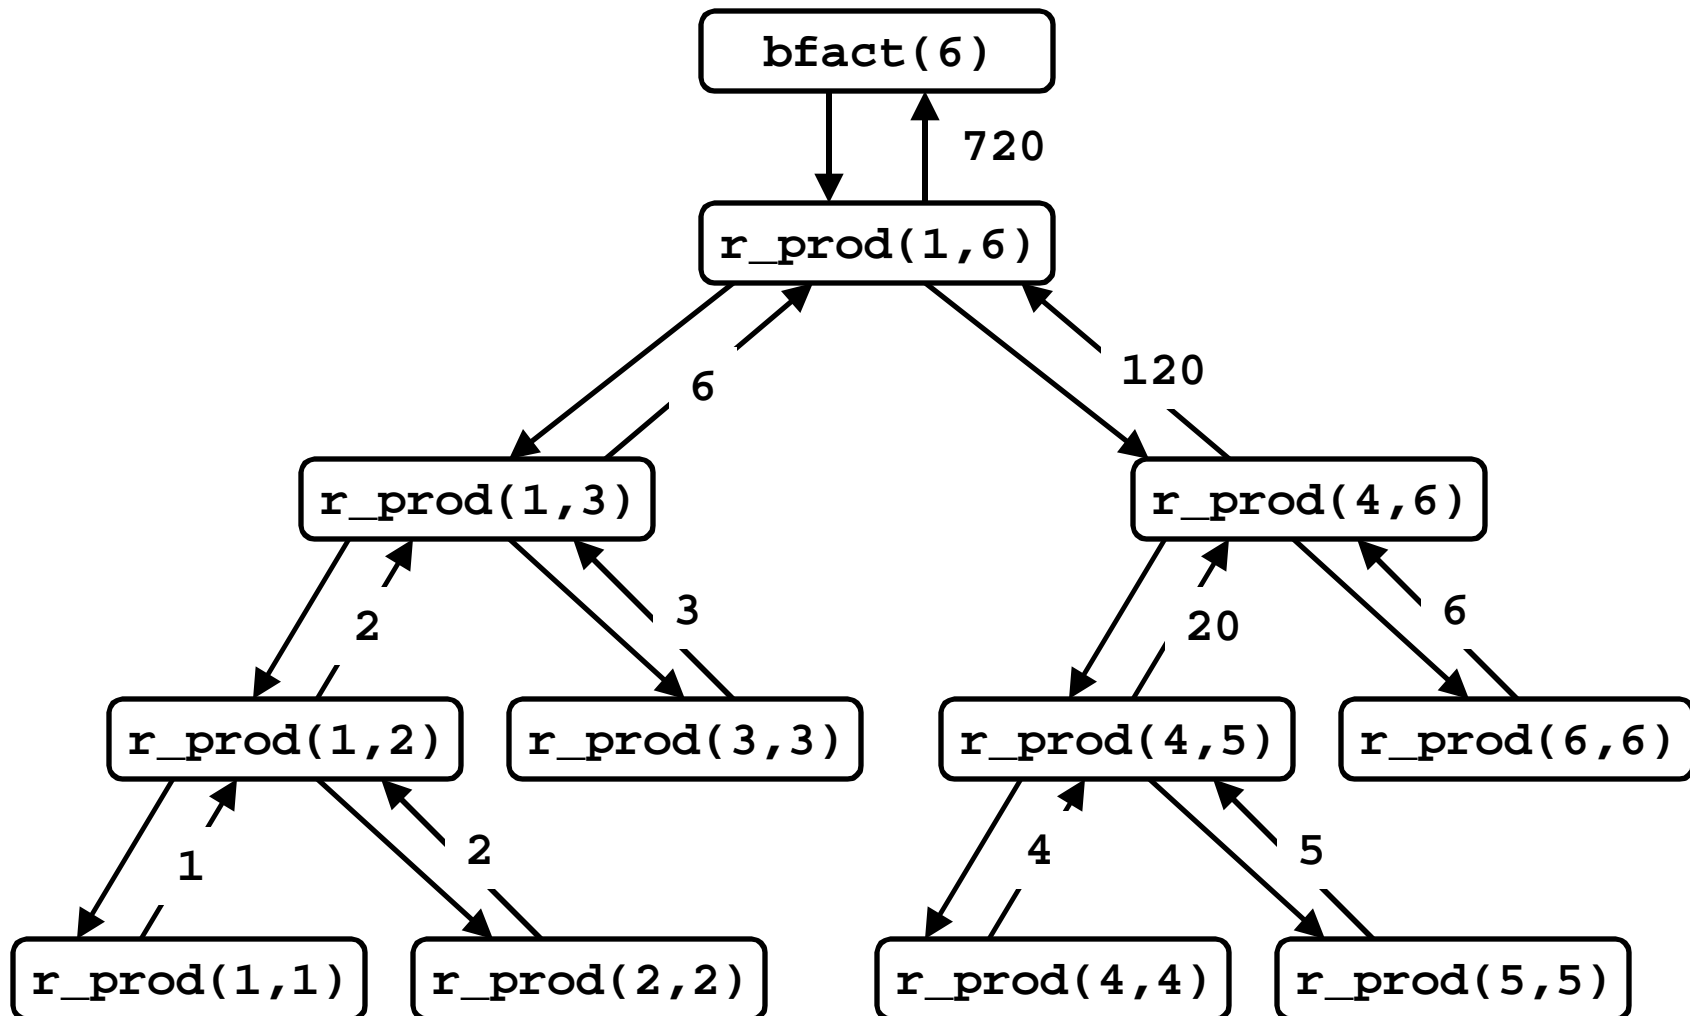 bfact(6)
720
r_prod(1,6)
6
120
r_prod(1,3)
r_prod(4,6)
2
3
20
6
r_prod(1,2)
r_prod(3,3)
r_prod(4,5)
r_prod(6,6)
1
2
4
5
r_prod(1,1)
r_prod(2,2)
r_prod(4,4)
r_prod(5,5)